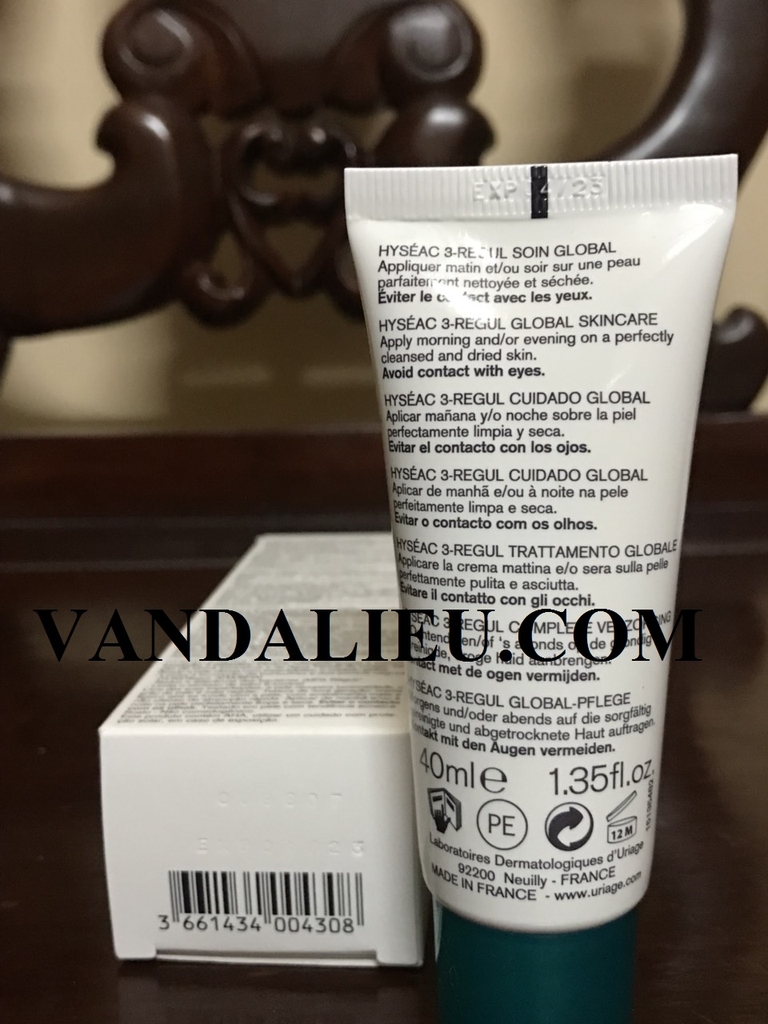 EXP 4/23
HYSÉAC 3-REGUL SOIN GLOBAL
Appliquer matin et/ou soir sur une peau
parfaitement nettoyée et séchée.
Éviter le contact avec les yeux.
HYSÉAC 3-REGUL GLOBAL SKINCARE
Apply morning and/or evening on a perfectly
cleansed and dried skin.
Avoid contact with eyes.
HYSÉAC 3-REGUL CUIDADO GLOBAL
Aplicar mañana y/o noche sobre la piel
perfectamente limpia y seca.
Evitar el contacto con los ojos.
HYSÉAC 3-REGUL CUIDADO GLOBAL
Aplicar de manhã e/ou à noite na pele
perfeitamente limpa e seca.
Evitar o contacto com os olhos.
HYSÉAC 3-REGUL TRATTAMENTO GLOBALE
Applicare la crema mattina e/o sera sulla pelle
perfettamente pulita e asciutta.
Evitare il contatto con gli occhi.
VANDALIEU.COM
3-REGUL COMPLETE
huid aanbrengen.
met de ogen vermijden.
HYSÉAC 3-REGUL GLOBAL-PFLEGE
und/oder abends auf die sorgfältig
und abgetrocknete Haut auftragen.
mit den Augen vermeiden.
40ml e 1.35fl.oz.
PE
12M
Laboratoires Dermatologiques d'Uriage
92200 Neuilly - FRANCE
MADE IN FRANCE - www.uriage.com
3 661434 004308